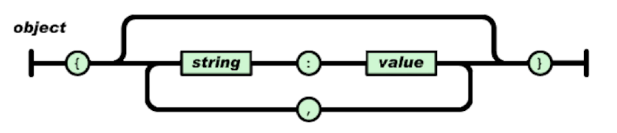 object
{ string : value }
,